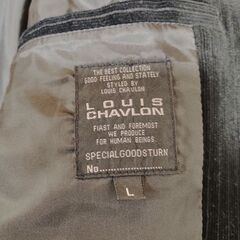 THE BEST COLLECTION
GOOD FEELING AND STATELY
STYLED BY
LOUIS CHAVLON
LOUIS
CHAVLON
FIAST AND FOREMOST
WE PRODUCE
FOR HUMAN BEINGS.
SPECIALGOODSTURN
No
L